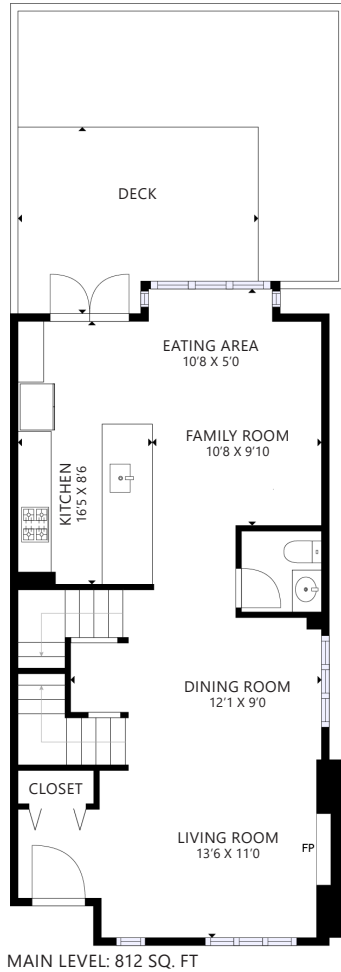 DECK
EATING AREA
10'8 X 5'0
FAMILY ROOM
10'8 X 9'10
KITCHEN
16'5 X 8'6
DINING ROOM
12'1 X 9'0
CLOSET
LIVING ROOM
13'6 X 11'0
FP
MAIN LEVEL: 812 SQ. FT